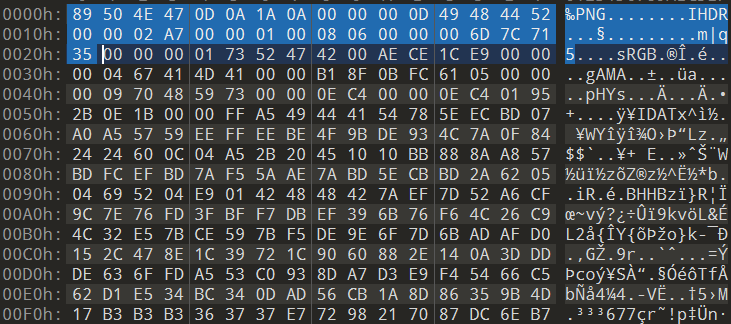 0000h: 89 50 4E 47 0D 0A 1A 0A 00 00 00 0D 49 48 44 52 ‰PNG........IHDR
0010h: 00 00 02 A7 00 00 01 00 08 06 00 00 00 6D 7C 71 ...§.........m|q
0020h: 35 00 00 00 01 73 52 47 42 00 AE CE 1C E9 00 00 5....sRGB.®Î.é..
0030h: 00 04 67 41 4D 41 00 00 B1 8F 0B FC 61 05 00 00 ..gAMA..±..üa...
0040h: 00 09 70 48 59 73 00 00 0E C4 00 00 0E C4 01 95 ..pHYs...Ä...Ä.•
0050h: 2B 0E 1B 00 00 FF A5 49 44 41 54 78 5E EC BD 07 +....ÿ¥IDATx^ì½.
0060h: A0 A5 57 59 EE FF EE BE 4F 9B DE 93 4C 7A 0F 84 ¥WYîÿî¾O›Þ“Lz.„
0070h: 24 24 60 0C 04 A5 2B 20 45 10 10 BB 88 8A A8 57 $$`..¥+ E..»ˆŠ¨W
0080h: BD FC EF BD 7A F5 5A AE 7A BD 5E CB BD 2A 62 05 ½üï½zõZ®z½^Ë½*b.
0090h: 04 69 52 04 E9 01 42 48 48 42 7A EF 7D 52 A6 CF .iR.é.BHHBzï}R¦Ï
00A0h: 9C 7E 76 FD 3F BF F7 DB EF 39 6B 76 F6 4C 26 C9 œ~vý?¿÷Ûï9kvöL&É
00B0h: 4C 32 E5 7B CE 59 7B F5 DE 9E 6F 7D 6B AD AF D0 L2å{ÎY{õÞžo}k­¯Ð
00C0h: 15 2C 47 8E 1C 39 72 1C 90 60 88 2E 14 0A 3D DD .,GŽ.9r..`ˆ...=Ý
00D0h: DE 63 6F FD A5 53 C0 93 8D A7 D3 E9 F4 54 66 C5 Þcoý¥SÀ“.§ÓéôTfÅ
00E0h: 62 D1 E5 34 BC 34 0D AD 56 CB 1A 8D 86 35 9B 4D bÑå4¼4.­VË..†5›M
00F0h: 17 B3 B3 B3 36 37 37 E7 72 98 21 70 87 DC 6E B7 .³³³677çr˜!p‡Ün·